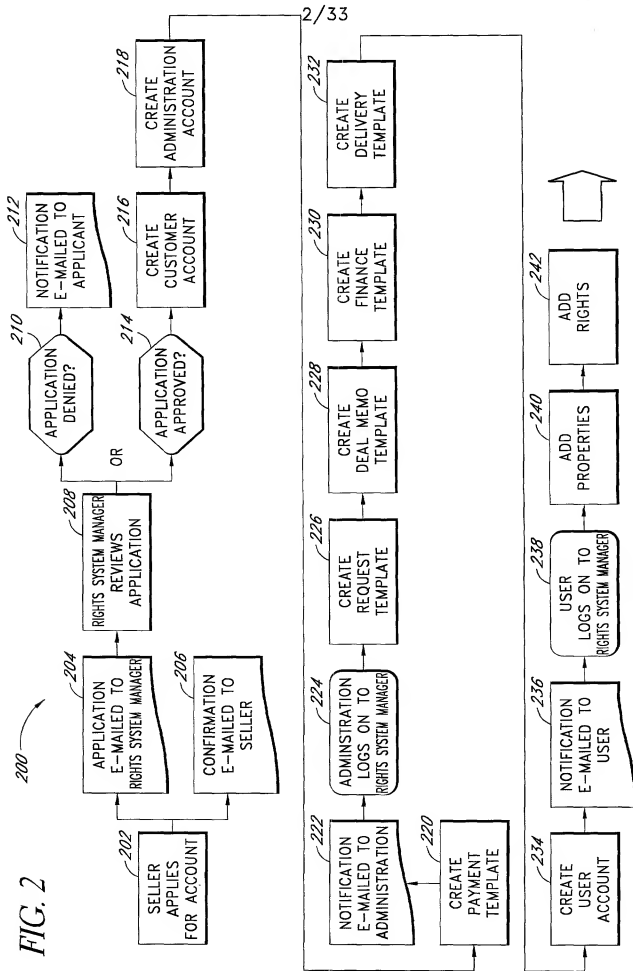 2/33
FIG. 2
200
202
SELLER
APPLIES
FOR ACCOUNT
204
APPLICATION
E-MAILED TO
RIGHTS SYSTEM MANAGER
206
CONFIRMATION
E-MAILED TO
SELLER
208
RIGHTS SYSTEM MANAGER
REVIEWS
APPLICATION
OR
210
APPLICATION
DENIED?
212
NOTIFICATION
E-MAILED TO
APPLICANT
214
APPLICATION
APPROVED?
216
CREATE
CUSTOMER
ACCOUNT
218
CREATE
ADMINISTRATION
ACCOUNT
220
CREATE
PAYMENT
TEMPLATE
222
NOTIFICATION
E-MAILED TO
ADMINISTRATION
224
ADMINSTRATION
LOGS ON TO
RIGHTS SYSTEM MANAGER
226
CREATE
REQUEST
TEMPLATE
228
CREATE
DEAL MEMO
TEMPLATE
230
CREATE
FINANCE
TEMPLATE
232
CREATE
DELIVERY
TEMPLATE
234
CREATE
USER
ACCOUNT
236
NOTIFICATION
E-MAILED TO
USER
238
USER
LOGS ON TO
RIGHTS SYSTEM MANAGER
240
ADD
PROPERTIES
242
ADD
RIGHTS